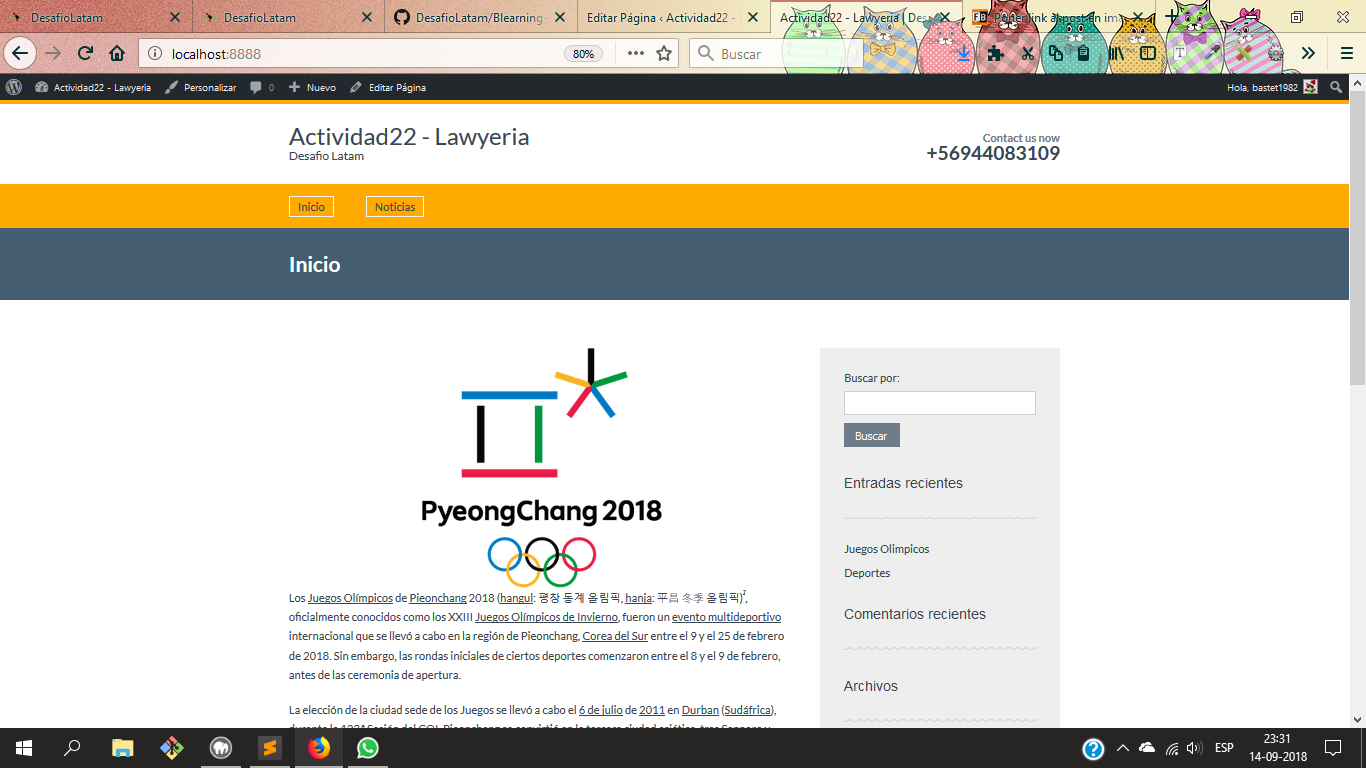 DesafioLatam
DesafioLatam
DesafioLatam/Blearning
Editar Página ‹ Actividad22 -
Actividad22 - Lawyeria | Des
localhost:8888
80%
Buscar
Actividad22 - Lawyeria
Personalizar
0
Nuevo
Editar Página
Hola, bastet1982
Actividad22 - Lawyeria
Desafio Latam
Contact us now
+56944083109
Inicio
Noticias
Inicio
PyeongChang 2018
Los Juegos Olímpicos de Pieonchang 2018 (hangul: 평창 동계 올림픽, hanja: 平昌 冬季 올림픽)²,
oficialmente conocidos como los XXIII Juegos Olímpicos de Invierno, fueron un evento multideportivo
internacional que se llevó a cabo en la región de Pieonchang, Corea del Sur entre el 9 y el 25 de febrero
de 2018. Sin embargo, las rondas iniciales de ciertos deportes comenzaron entre el 8 y el 9 de febrero,
antes de las ceremonia de apertura.
La elección de la ciudad sede de los Juegos se llevó a cabo el 6 de julio de 2011 en Durban (Sudáfrica),
Buscar por:
Buscar
Entradas recientes
Juegos Olimpicos
Deportes
Comentarios recientes
Archivos
ESP
23:31
14-09-2018